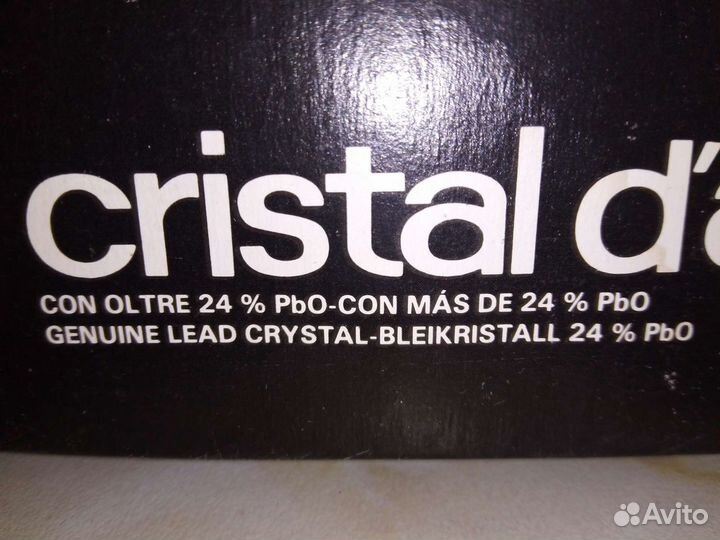 cristal d'a
CON OLTRE 24 % PbO-CON MÁS DE 24 % PbO
GENUINE LEAD CRYSTAL-BLEIKRISTALL 24 % PbO
Avito